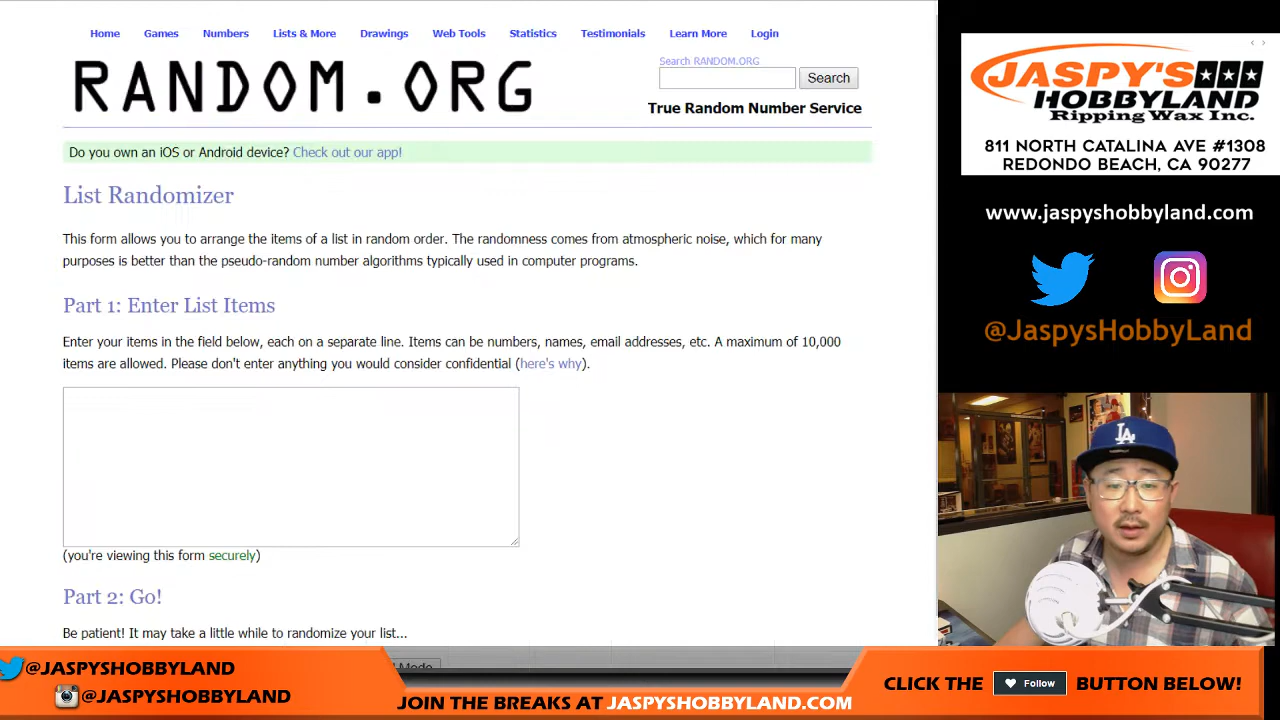 Home Games Numbers Lists & More Drawings Web Tools Statistics Testimonials Learn More Login
RANDOM.ORG
Search RANDOM.ORG
Search
True Random Number Service
Do you own an iOS or Android device? Check out our app!
List Randomizer
This form allows you to arrange the items of a list in random order. The randomness comes from atmospheric noise, which for many
purposes is better than the pseudo-random number algorithms typically used in computer programs.
Part 1: Enter List Items
Enter your items in the field below, each on a separate line. Items can be numbers, names, email addresses, etc. A maximum of 10,000
items are allowed. Please don't enter anything you would consider confidential (here's why).
(you're viewing this form securely)
Part 2: Go!
Be patient! It may take a little while to randomize your list...
JASPY'S
HOBBYLAND
Ripping Wax Inc.
811 NORTH CATALINA AVE #1308
REDONDO BEACH, CA 90277
www.jaspyshobbyland.com
@JaspysHobbyLand
LA
@JASPYSHOBBYLAND
@JASPYSHOBBYLAND
JOIN THE BREAKS AT JASPYSHOBBYLAND.COM
CLICK THE Follow BUTTON BELOW!